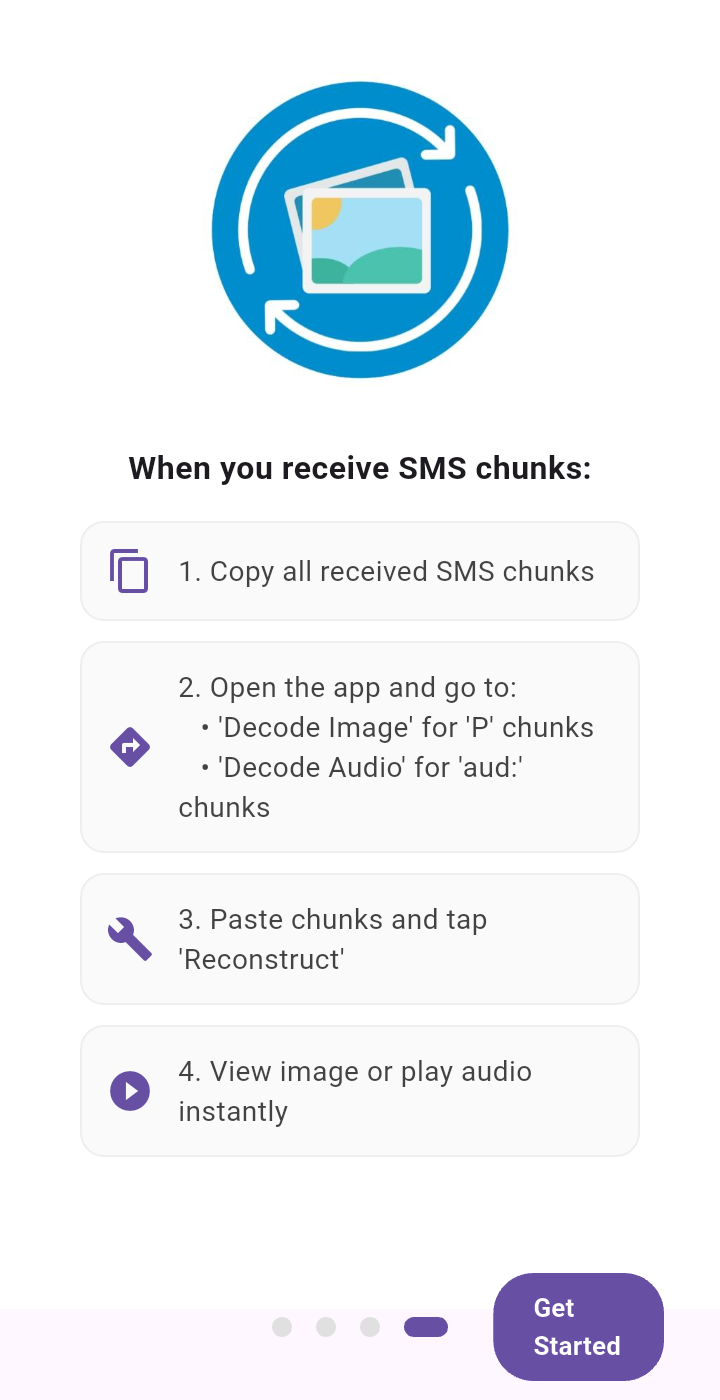 When you receive SMS chunks:
1. Copy all received SMS chunks
2. Open the app and go to:
• 'Decode Image' for 'P' chunks
• 'Decode Audio' for 'aud:'
chunks
3. Paste chunks and tap
'Reconstruct'
4. View image or play audio
instantly
Get
Started